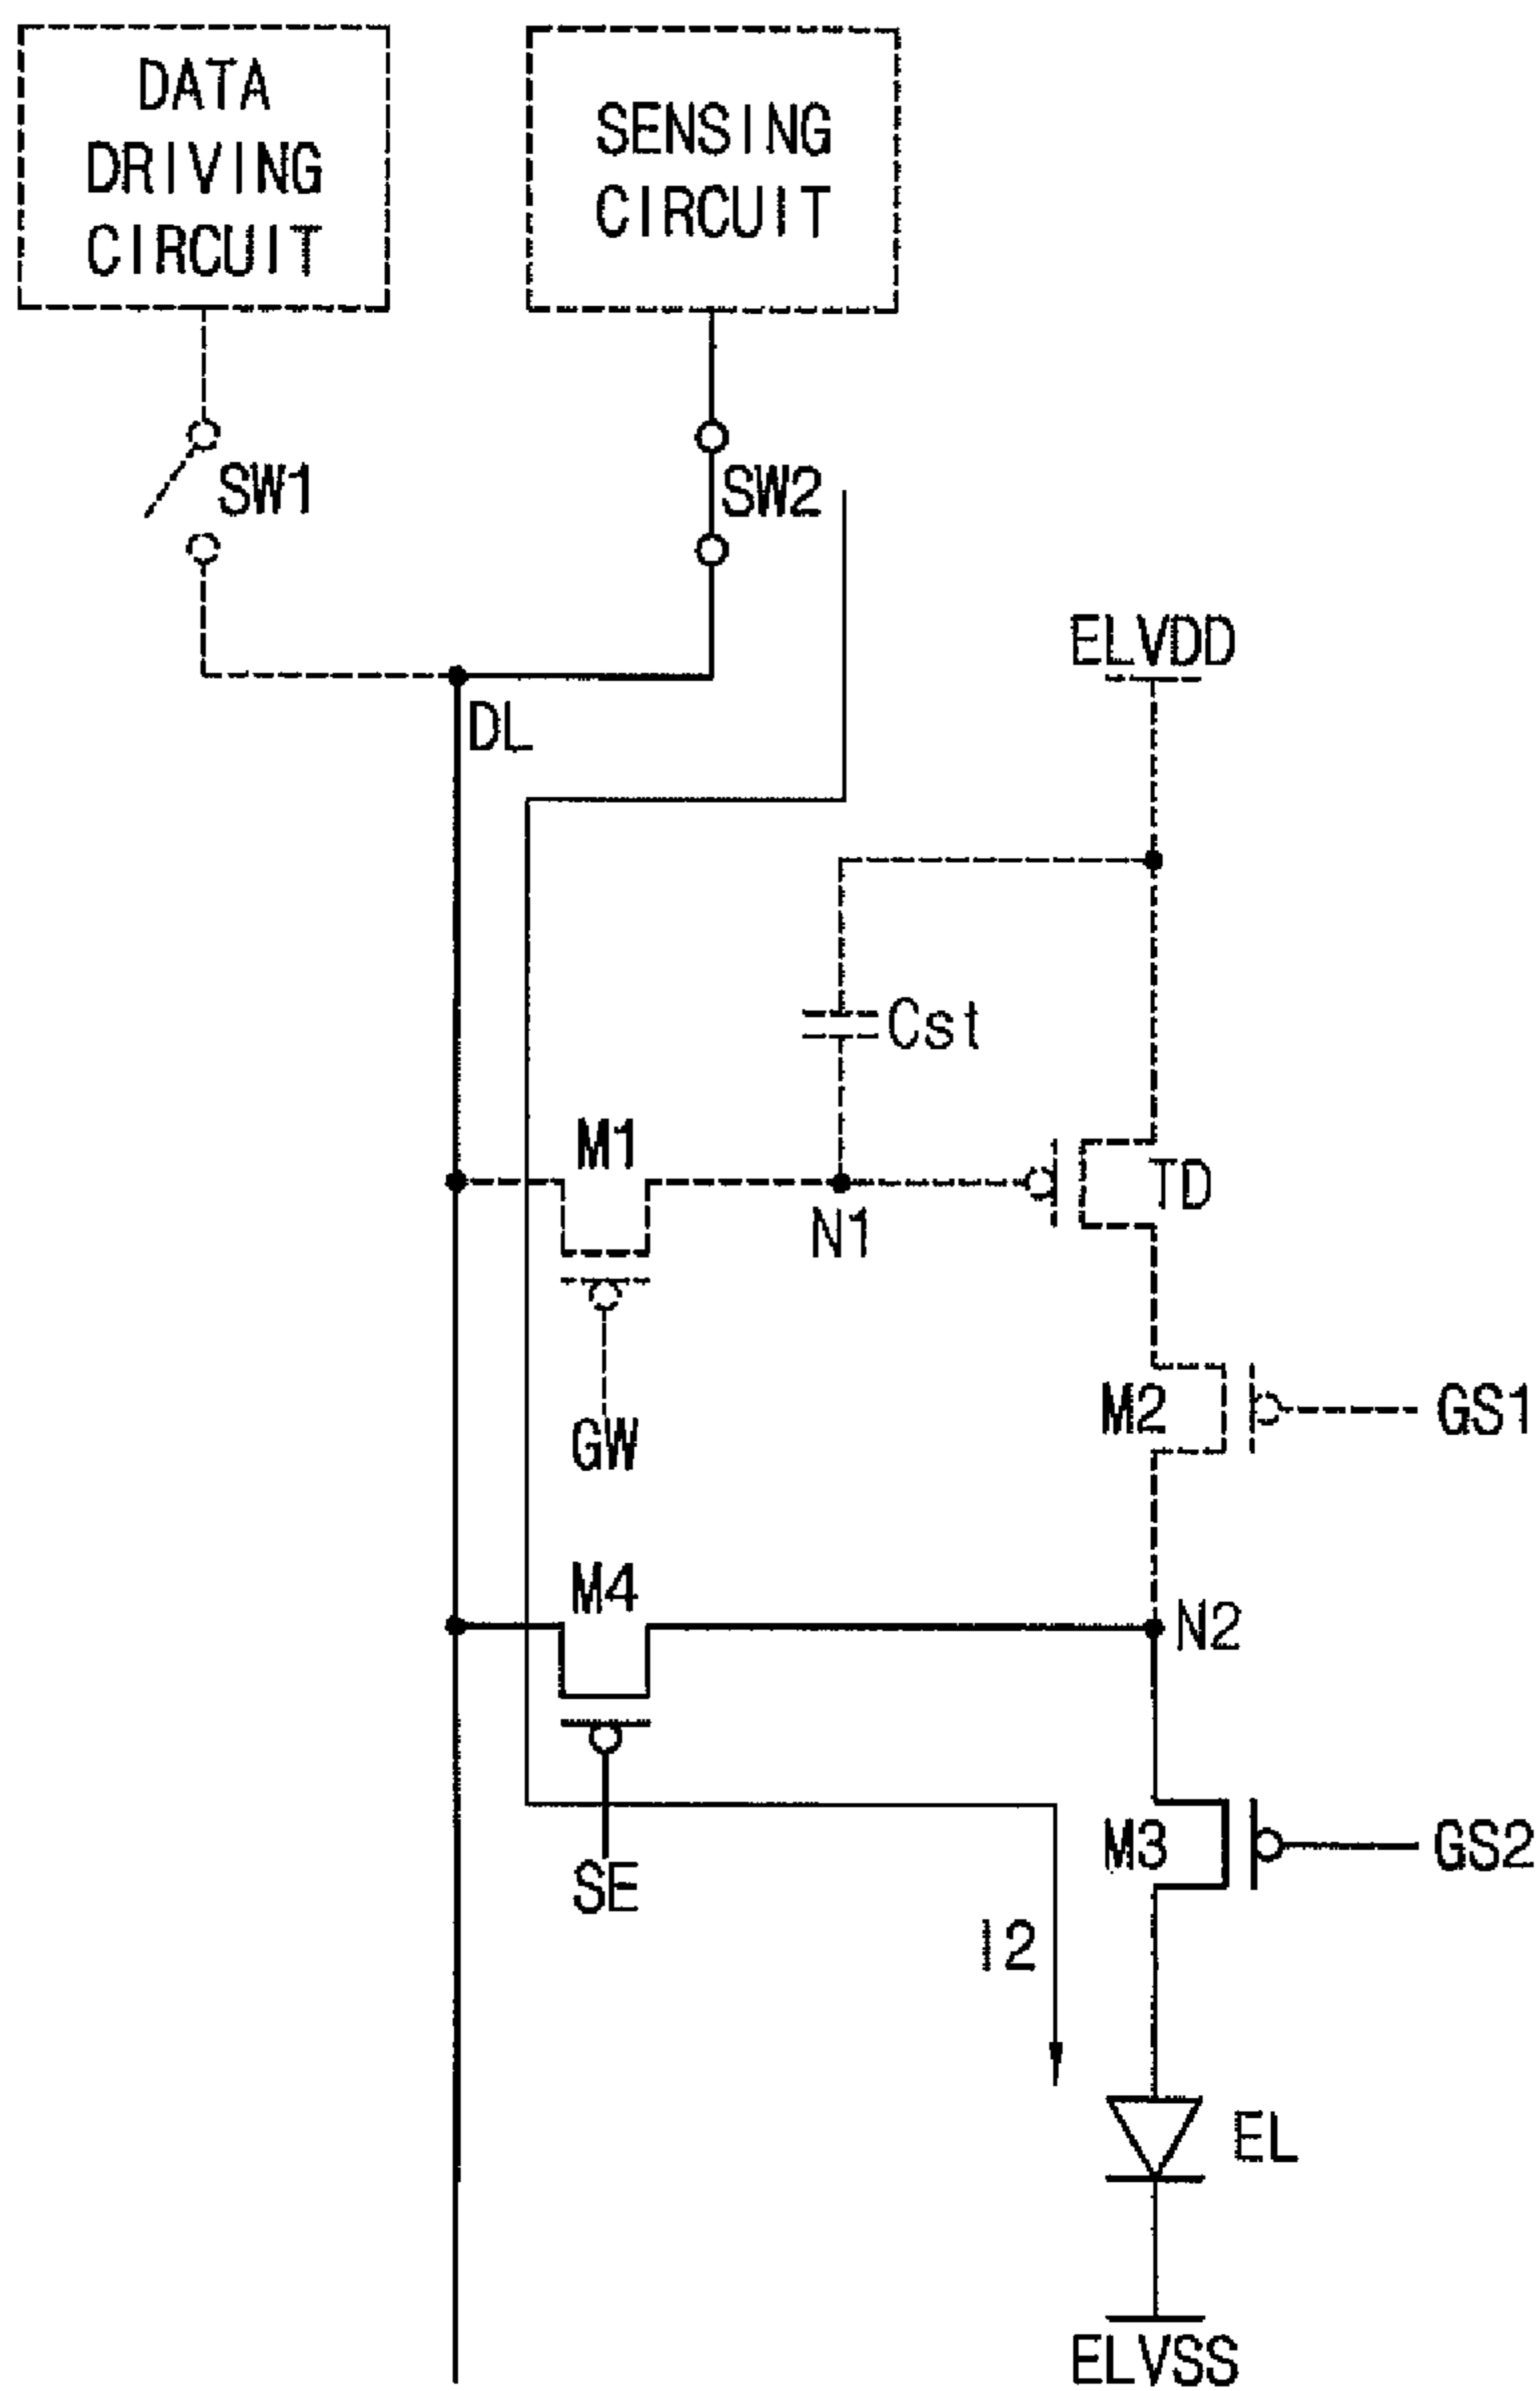 DATA
DRIVING
CIRCUIT
SENSING
CIRCUIT
SW1
SW2
ELVDD
DL
Cst
M1
TD
N1
M2
GS1
GW
M4
N2
M3
GS2
SE
I2
EL
ELVSS